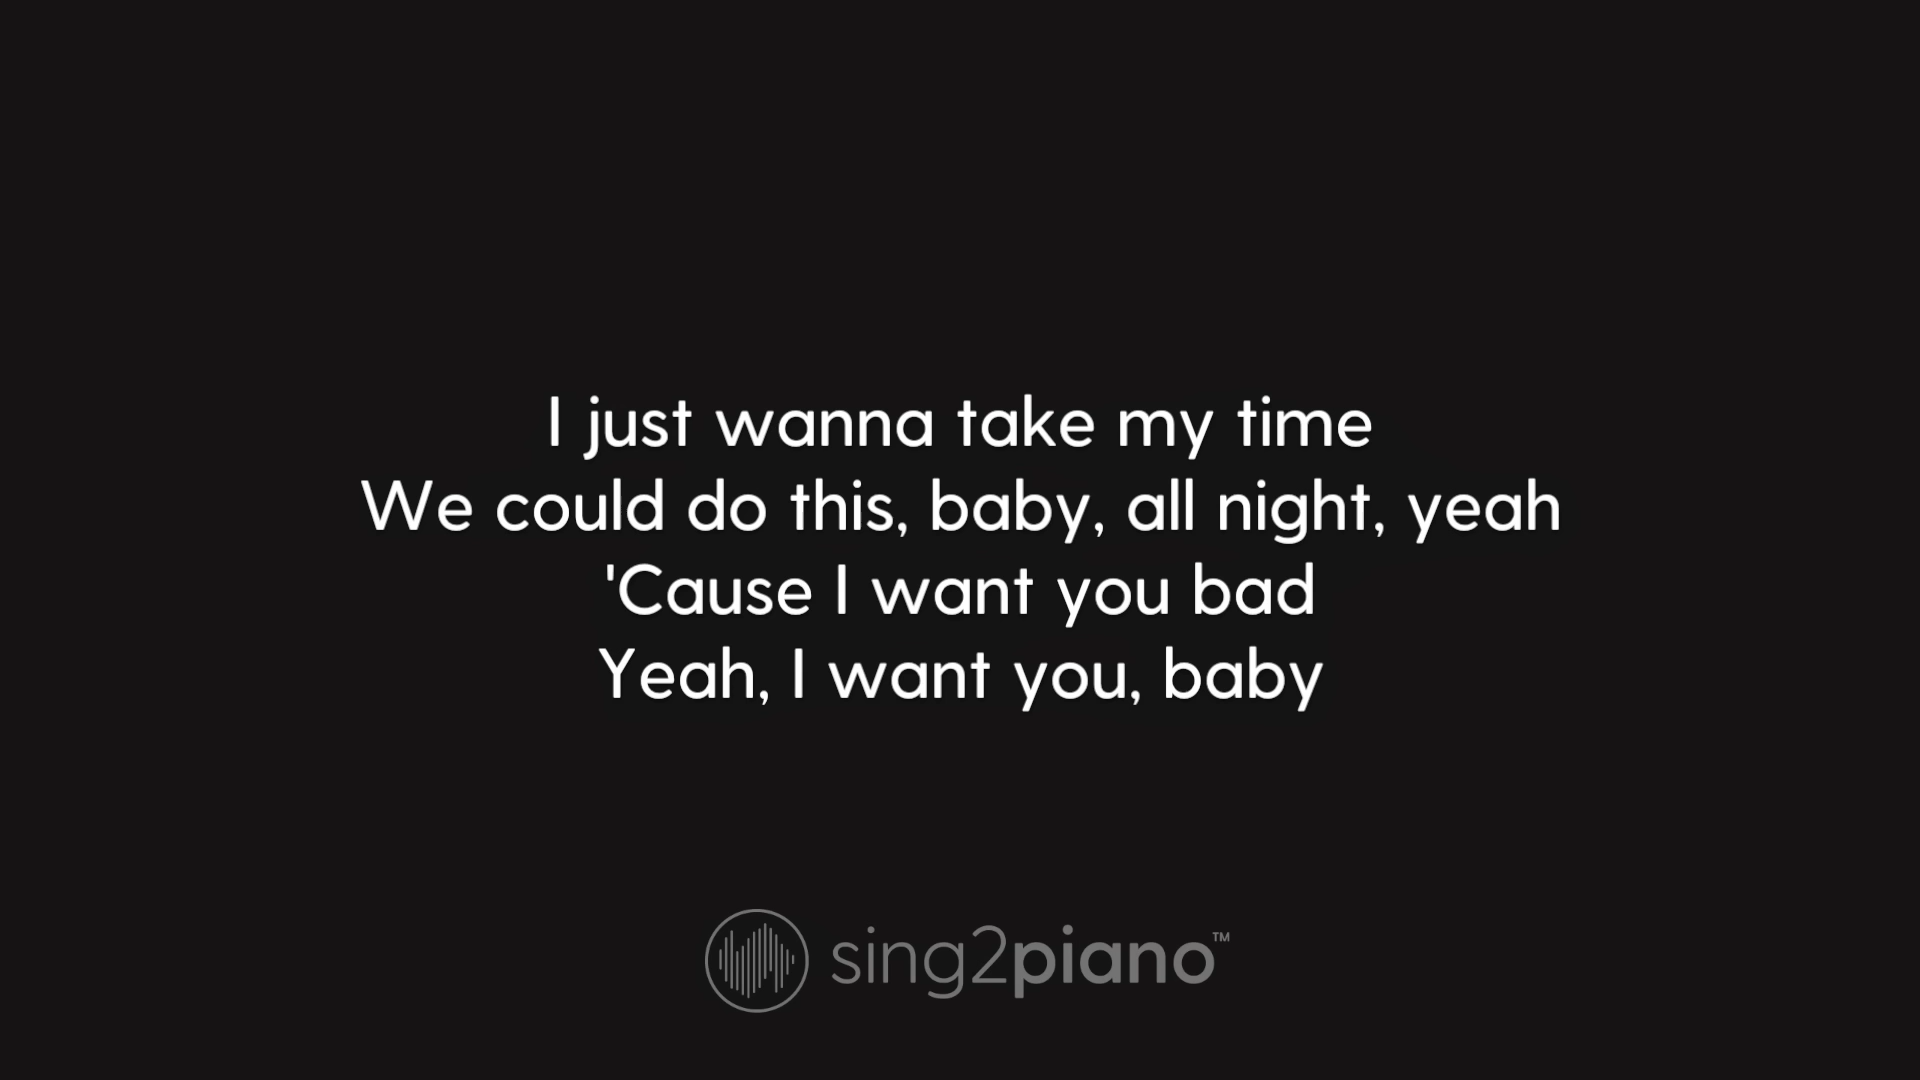 I just wanna take my time
We could do this, baby, all night, yeah
'Cause I want you bad
Yeah, I want you, baby
sing2piano™